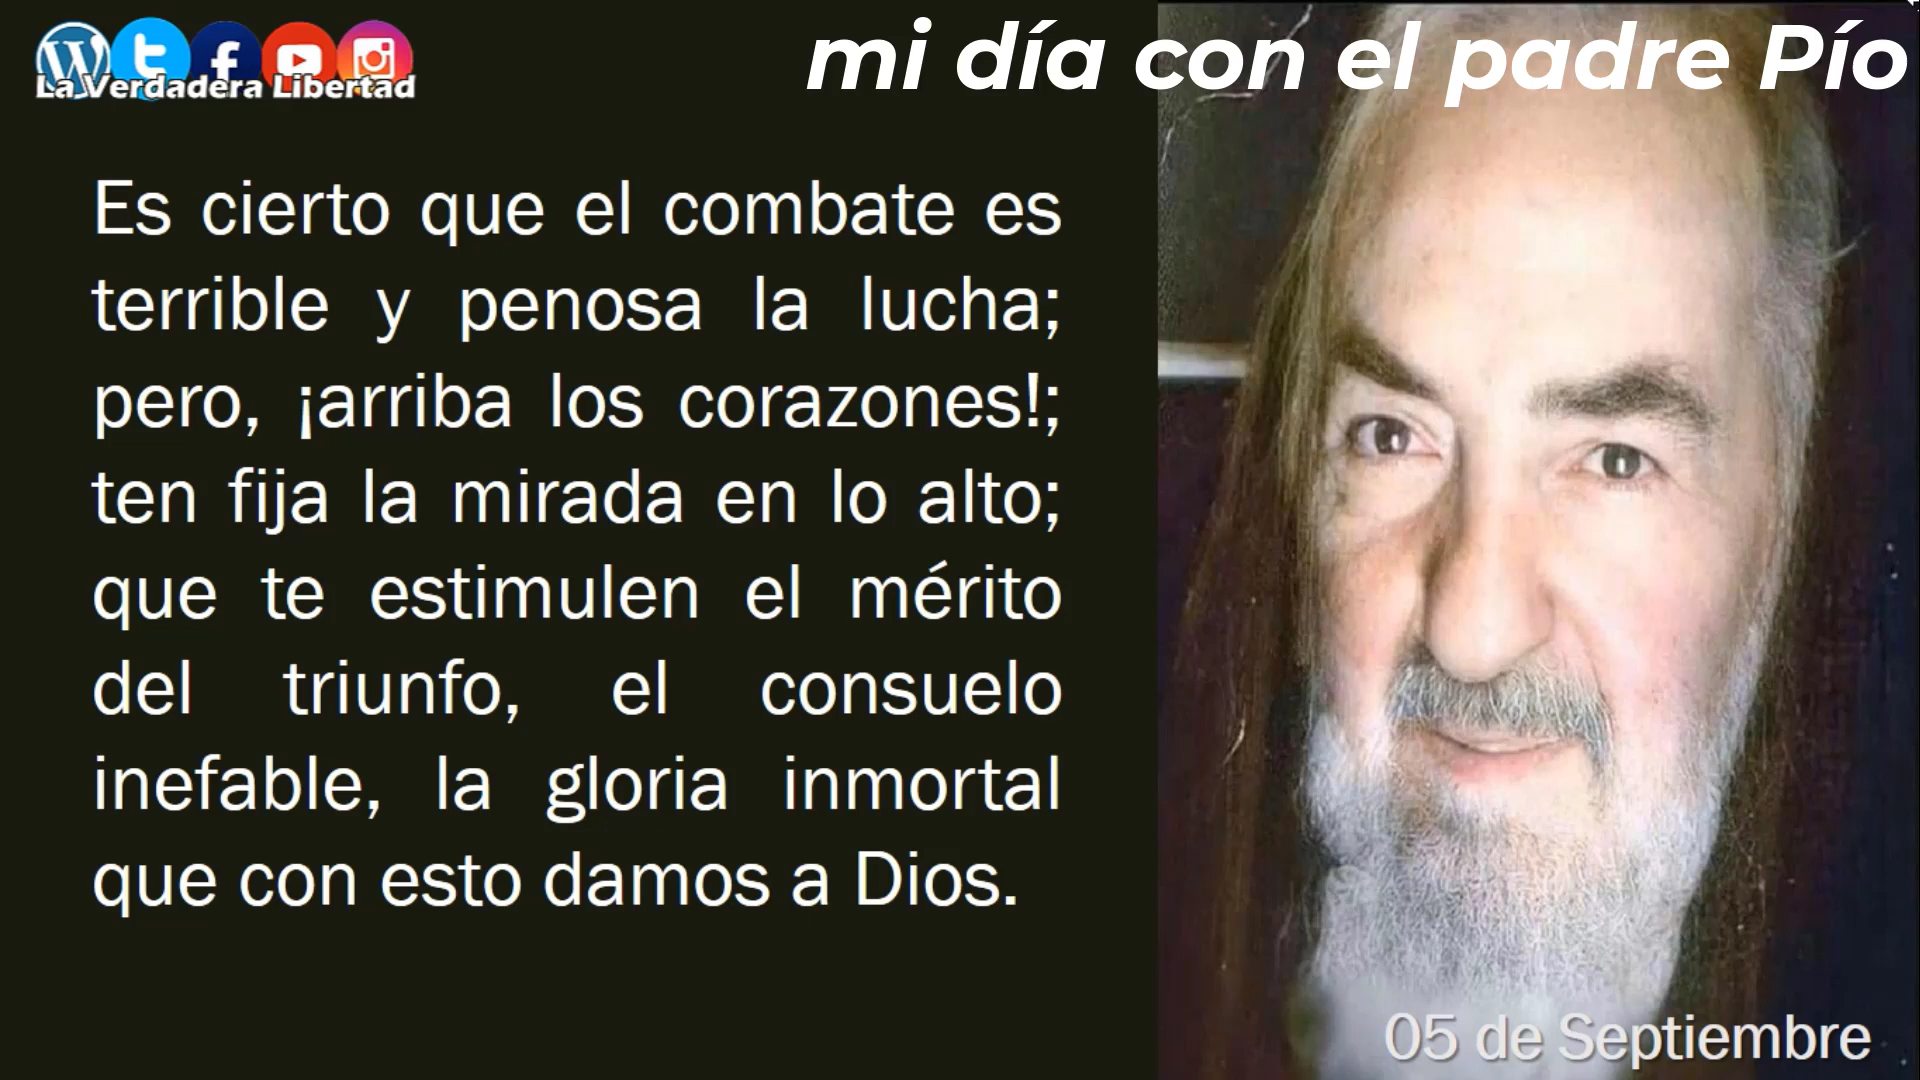 La Verdadera Libertad
mi día con el padre Pío
Es cierto que el combate es
terrible y penosa la lucha;
pero, ¡arriba los corazones!;
ten fija la mirada en lo alto;
que te estimulen el mérito
del triunfo, el consuelo
inefable, la gloria inmortal
que con esto damos a Dios.
05 de Septiembre